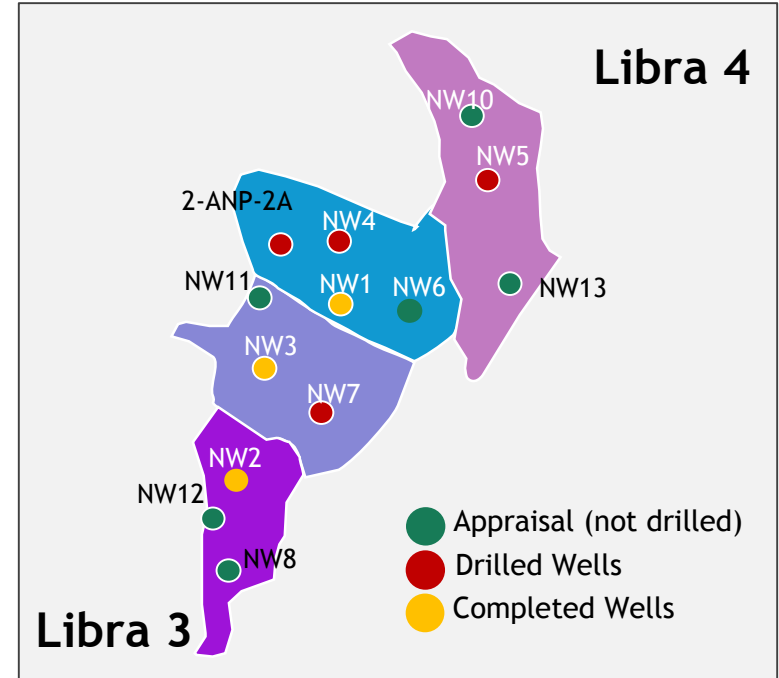 Libra 4
NW10
NW5
2-ANP-2A
NW4
NW11
NW1
NW6
NW13
NW3
NW7
NW2
NW12
NW8
Appraisal (not drilled)
Drilled Wells
Completed Wells
Libra 3